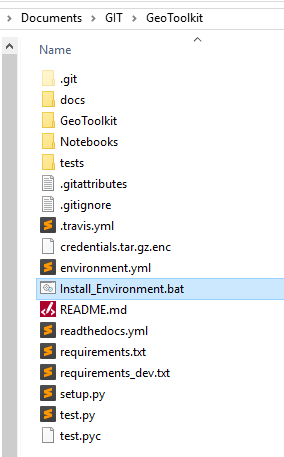 Documents > GIT > GeoToolkit
Name
.git
docs
GeoToolkit
Notebooks
tests
.gitattributes
.gitignore
.travis.yml
credentials.tar.gz.enc
environment.yml
Install_Environment.bat
README.md
readthedocs.yml
requirements.txt
requirements_dev.txt
setup.py
test.py
test.pyc